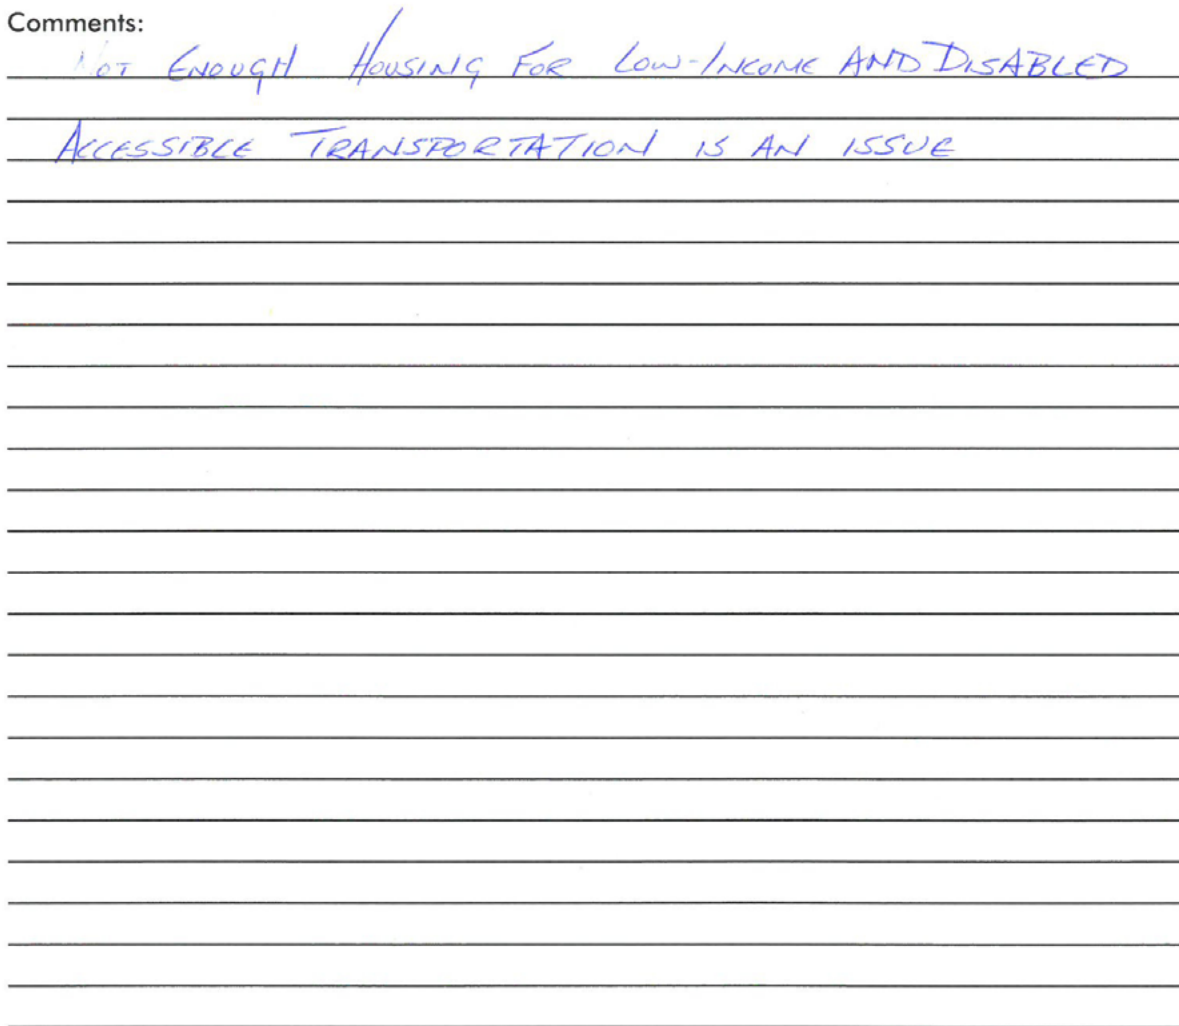 Comments:
Not Enough Housing For Low-Income AND DISABLED
ACCESSIBLE TRANSPORTATION IS AN ISSUE